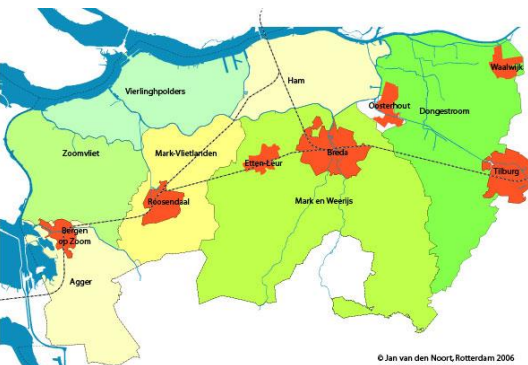 Waalwijk
Ham
Vierlinghpolders
Oosterhout
Dongestroom
Zoomvliet
Mark-Vlietlanden
Breda
Etten-Leur
Tilburg
Roosendaal
Mark en Weerijs
Bergen
op Zoom
Agger
© Jan van den Noort, Rotterdam 2006